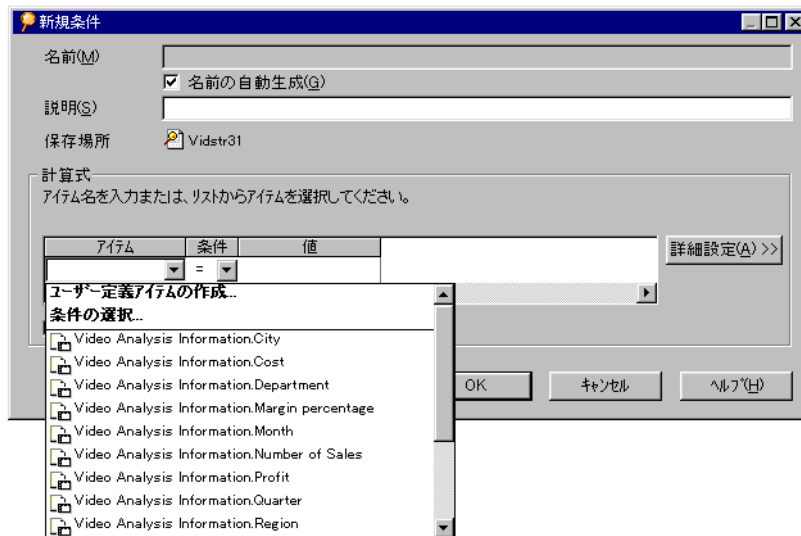 新規条件
名前(M)
名前の自動生成(G)
説明(S)
保存場所 Vidstr31
計算式
アイテム名を入力または、リストからアイテムを選択してください。
アイテム 条件 値
= 詳細設定(A) >>
ユーザー定義アイテムの作成...
条件の選択...
Video Analysis Information.City
Video Analysis Information.Cost
Video Analysis Information.Department
Video Analysis Information.Margin percentage
Video Analysis Information.Month
Video Analysis Information.Number of Sales
Video Analysis Information.Profit
Video Analysis Information.Quarter
Video Analysis Information.Region
OK キャンセル ヘルプ(H)